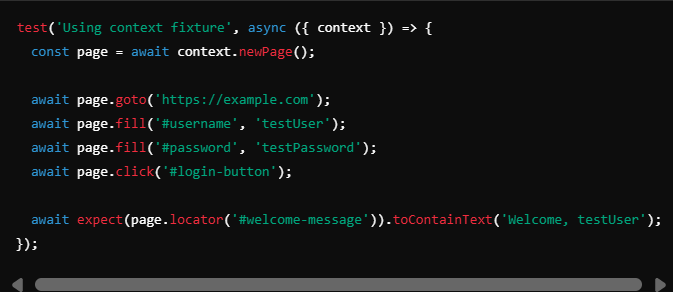 test('Using context fixture', async ({ context }) => {
  const page = await context.newPage();

  await page.goto('https://example.com');
  await page.fill('#username', 'testUser');
  await page.fill('#password', 'testPassword');
  await page.click('#login-button');

  await expect(page.locator('#welcome-message')).toContainText('Welcome, testUser');
});